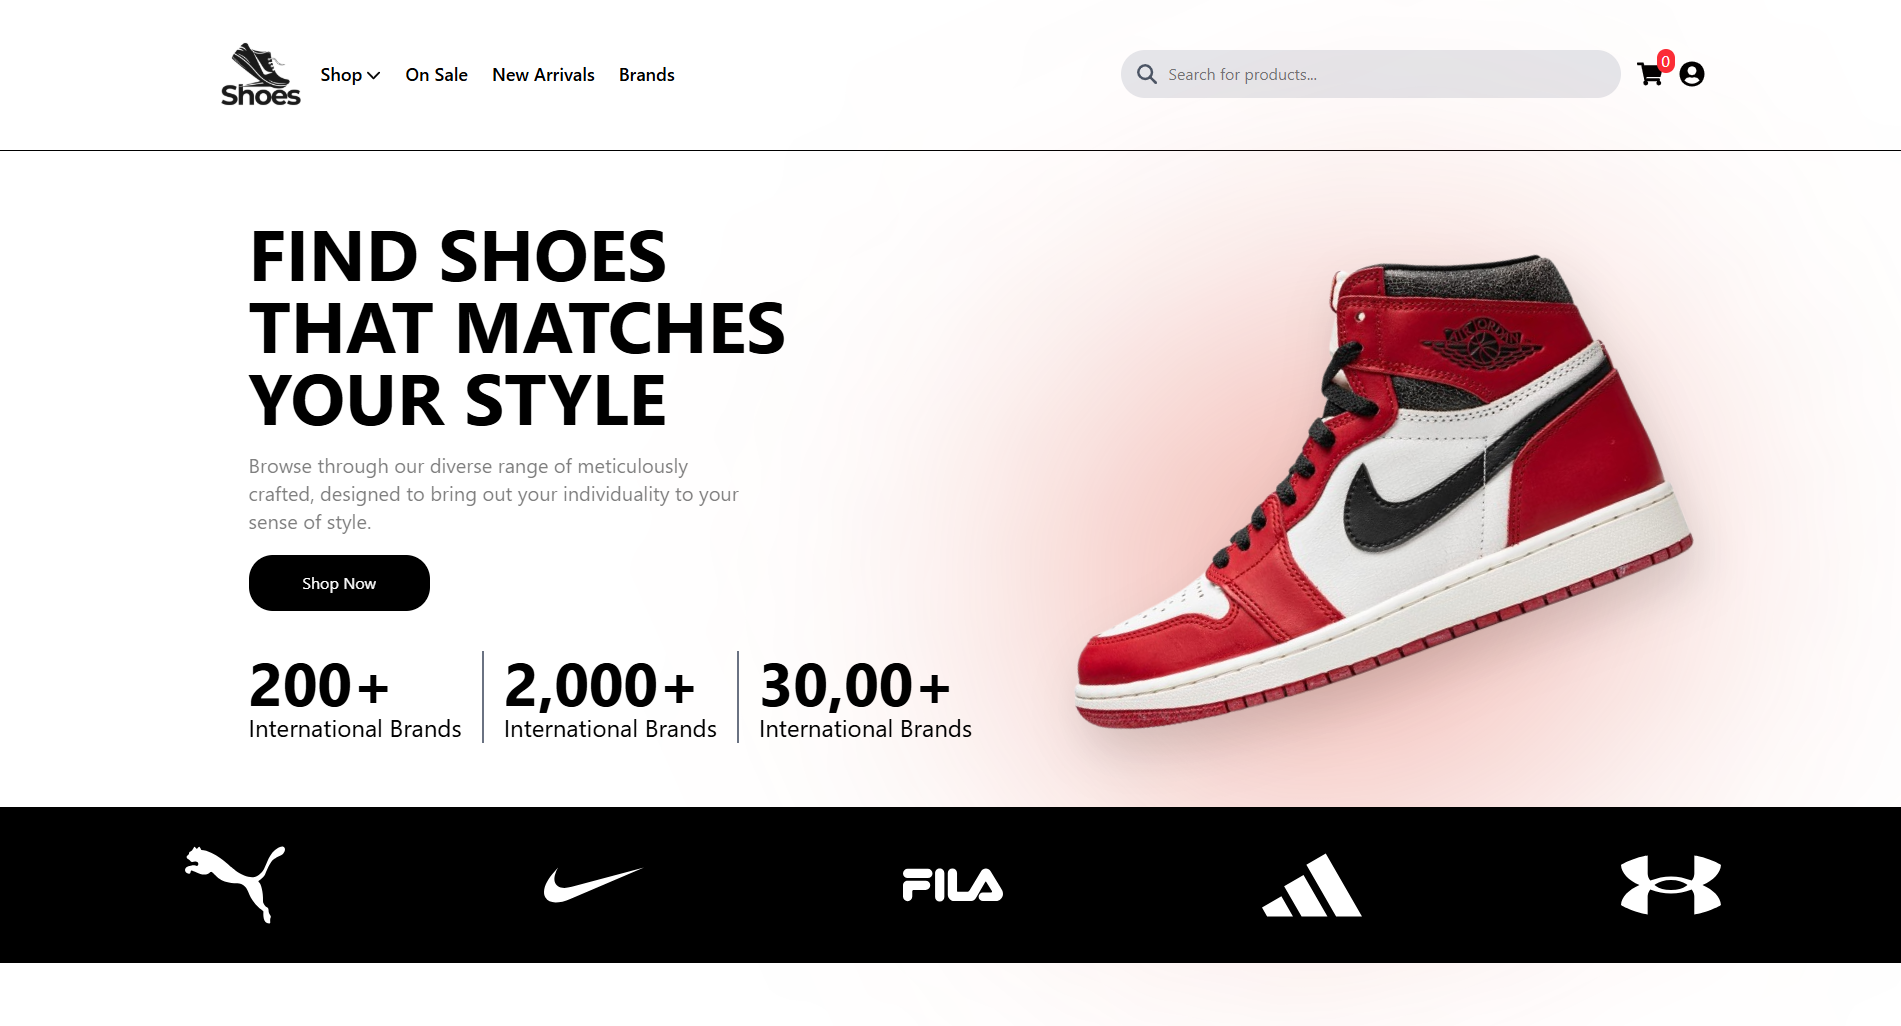 Shoes
Shop
On Sale
New Arrivals
Brands
Search for products...
0
FIND SHOES
THAT MATCHES
YOUR STYLE
Browse through our diverse range of meticulously
crafted, designed to bring out your individuality to your
sense of style.
Shop Now
200+
International Brands
2,000+
International Brands
30,00+
International Brands
AIR JORDAN
FILA